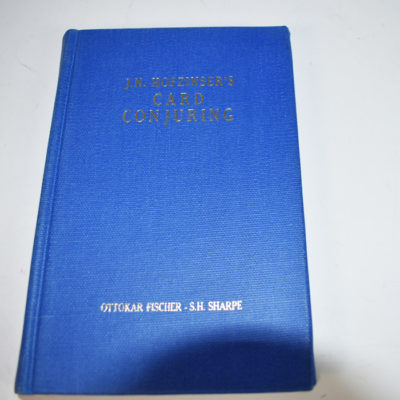 J.N. HOFZINSER'S
CARD
CONJURING
OTTOKAR FISCHER - S.H. SHARPE